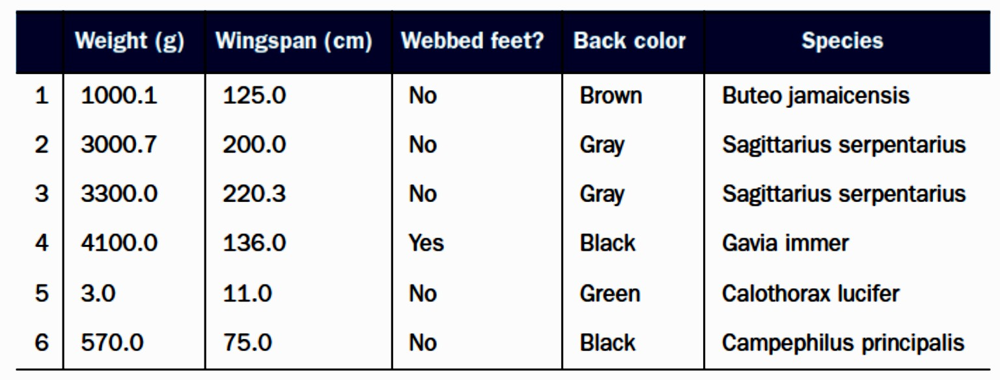 Weight (g) Wingspan (cm) Webbed feet? Back color Species
1 1000.1 125.0 No Brown Buteo jamaicensis
2 3000.7 200.0 No Gray Sagittarius serpentarius
3 3300.0 220.3 No Gray Sagittarius serpentarius
4 4100.0 136.0 Yes Black Gavia immer
5 3.0 11.0 No Green Calothorax lucifer
6 570.0 75.0 No Black Campephilus principalis